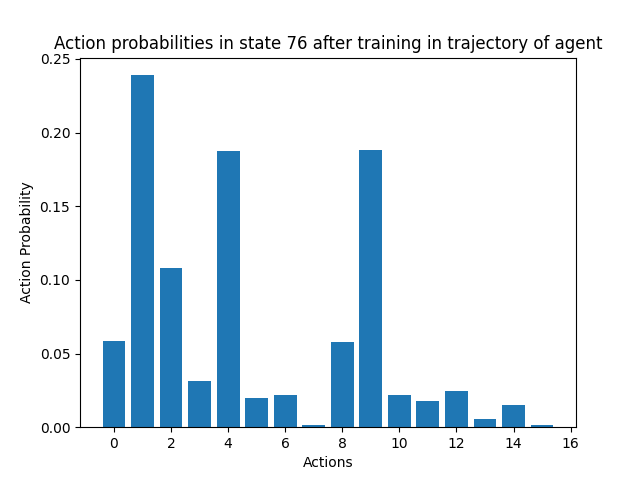 Action probabilities in state 76 after training in trajectory of agent
0.25
0.20
0.15
0.10
0.05
0.00
Action Probability
0 2 4 6 8 10 12 14 16
Actions